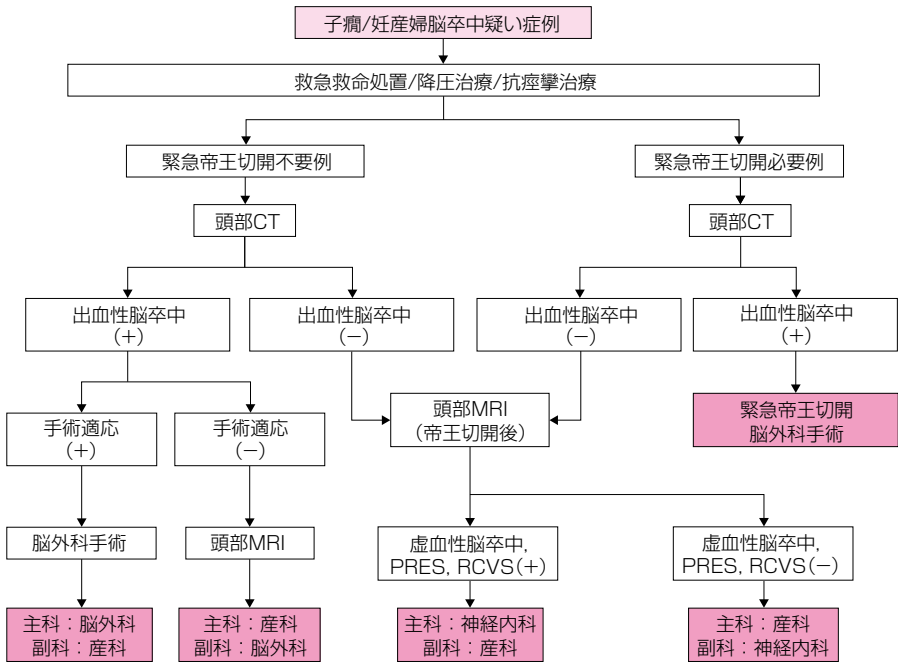 子癇/妊産婦脳卒中疑い症例
救急救命処置/降圧治療/抗痙攣治療
緊急帝王切開不要例
緊急帝王切開必要例
頭部CT
頭部CT
出血性脳卒中
(+)
出血性脳卒中
(−)
出血性脳卒中
(−)
出血性脳卒中
(+)
手術適応
(+)
手術適応
(−)
頭部MRI
(帝王切開後)
緊急帝王切開
脳外科手術
脳外科手術
頭部MRI
虚血性脳卒中,
PRES, RCVS(+)
虚血性脳卒中,
PRES, RCVS(−)
主科：脳外科
副科：産科
主科：産科
副科：脳外科
主科：神経内科
副科：産科
主科：産科
副科：神経内科